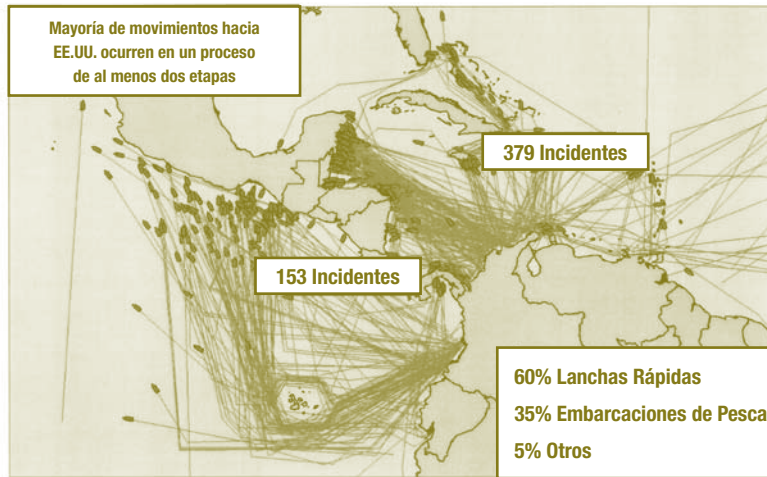 Mayoría de movimientos hacia
EE.UU. ocurren en un proceso
de al menos dos etapas
379 Incidentes
153 Incidentes
60% Lanchas Rápidas
35% Embarcaciones de Pesca
5% Otros